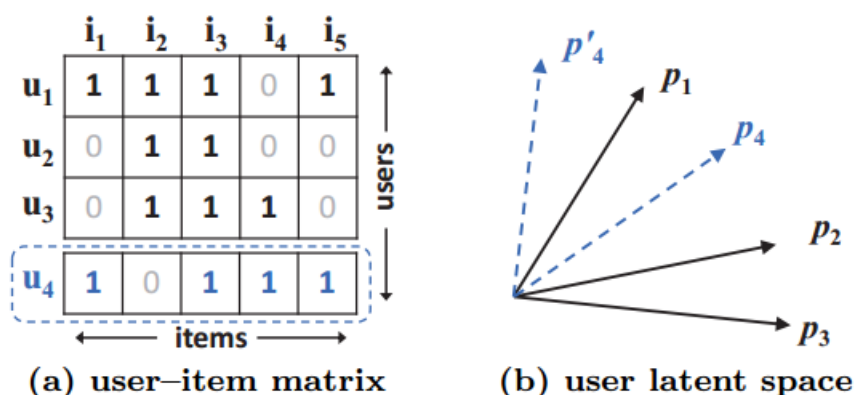 i1 i2 i3 i4 i5
u1 1 1 1 0 1
u2 0 1 1 0 0
u3 0 1 1 1 0
u4 1 0 1 1 1
users
items
(a) user–item matrix
p'4
p1
p4
p2
p3
(b) user latent space